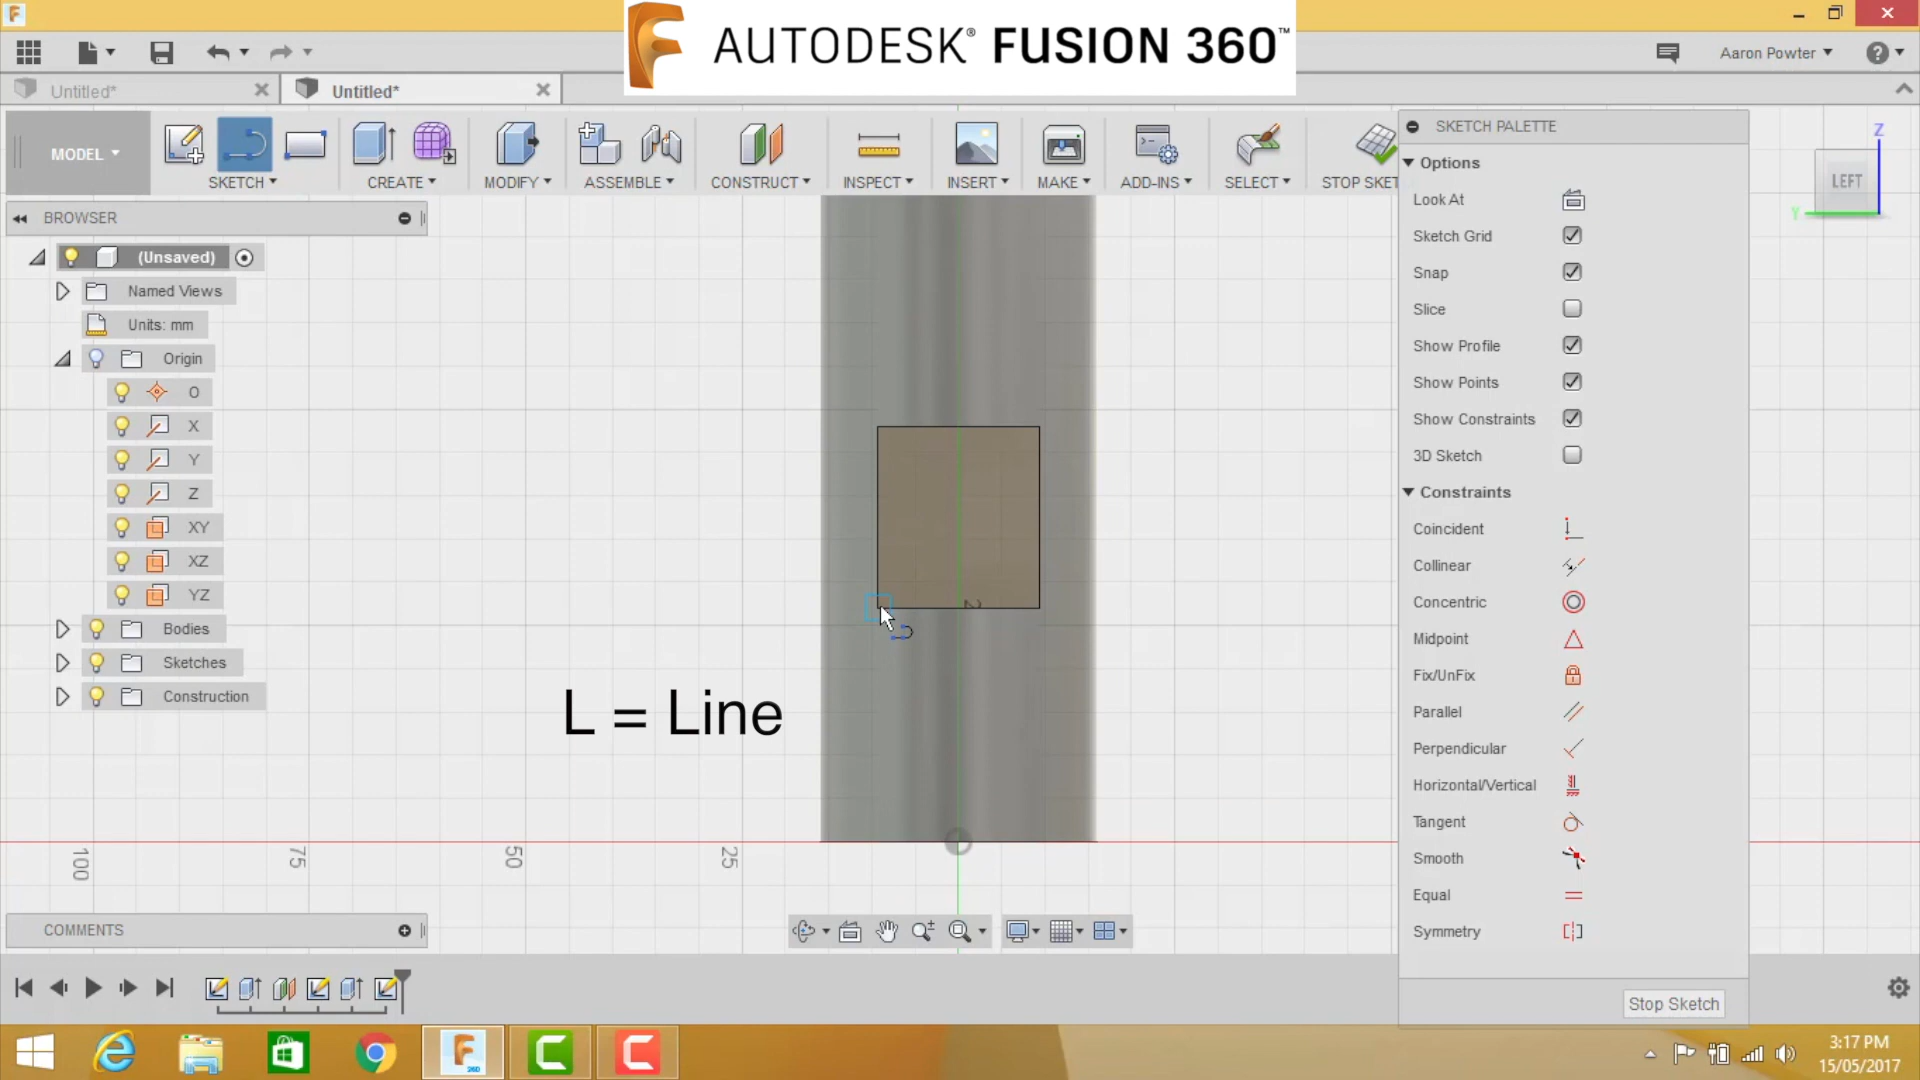 AUTODESK® FUSION 360™
Aaron Powter
Untitled*
Untitled*
MODEL
SKETCH
CREATE
MODIFY
ASSEMBLE
CONSTRUCT
INSPECT
INSERT
MAKE
ADD-INS
SELECT
STOP SKET
SKETCH PALETTE
Options
Look At
Sketch Grid
Snap
Slice
Show Profile
Show Points
Show Constraints
3D Sketch
Constraints
Coincident
Collinear
Concentric
Midpoint
Fix/UnFix
Parallel
Perpendicular
Horizontal/Vertical
Tangent
Smooth
Equal
Symmetry
Stop Sketch
Z
LEFT
Y
BROWSER
(Unsaved)
Named Views
Units: mm
Origin
O
X
Y
Z
XY
XZ
YZ
Bodies
Sketches
Construction
2
L = Line
100
75
50
25
COMMENTS
3:17 PM
15/05/2017